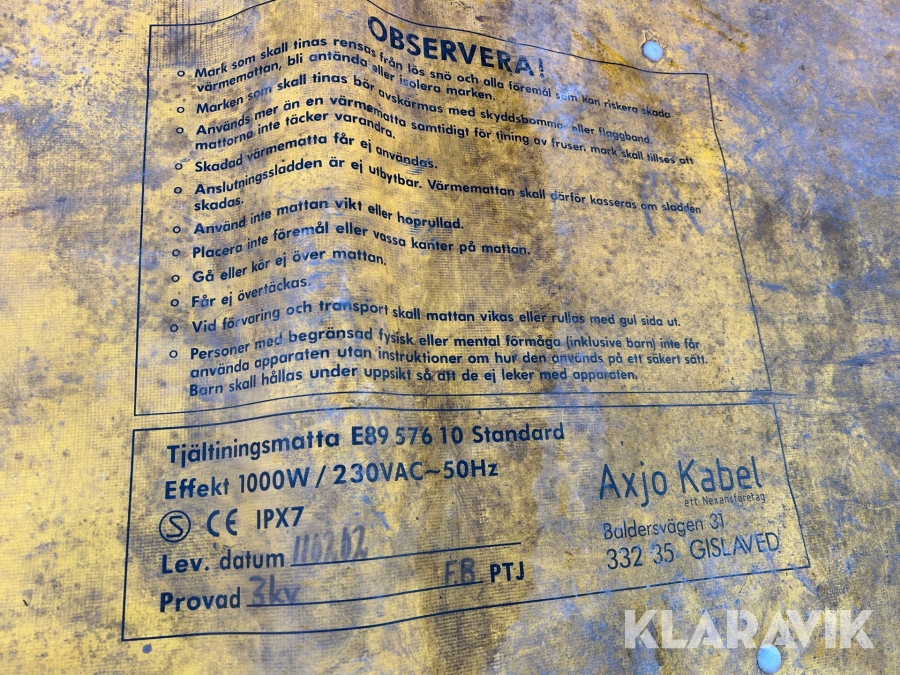 OBSERVERA!
o Mark som skall tinas rensas från lös snö och alla föremål som kan riskera skada
värmemattan, bli antända eller isolera marken.
o Marken som skall tinas bör avskärmas med skyddsbommar eller flaggband.
o Används mer än en värmematta samtidigt för tining av frusen mark skall tillses att
mattorna inte täcker varandra.
o Skadad värmematta får ej användas.
o Anslutningssladden är ej utbytbar. Värmemattan skall därför kasseras om sladden
skadas.
o Använd inte mattan vikt eller hoprullad.
o Placera inte föremål eller vassa kanter på mattan.
o Gå eller kör ej över mattan.
o Får ej övertäckas.
o Vid förvaring och transport skall mattan vikas eller rullas med gul sida ut.
o Personer med begränsad fysisk eller mental förmåga (inklusive barn) inte får
använda apparaten utan instruktioner om hur den används på ett säkert sätt.
Barn skall hållas under uppsikt så att de ej leker med apparaten.
Tjältiningsmatta E89 576 10 Standard
Effekt 1000W / 230VAC~50Hz
S CE IPX7
Lev. datum 110202
Provad 3kv FB PTJ
Axjo Kabel
ett Nexansföretag
Baldersvägen 31
332 35 GISLAVED
KLARAVIK